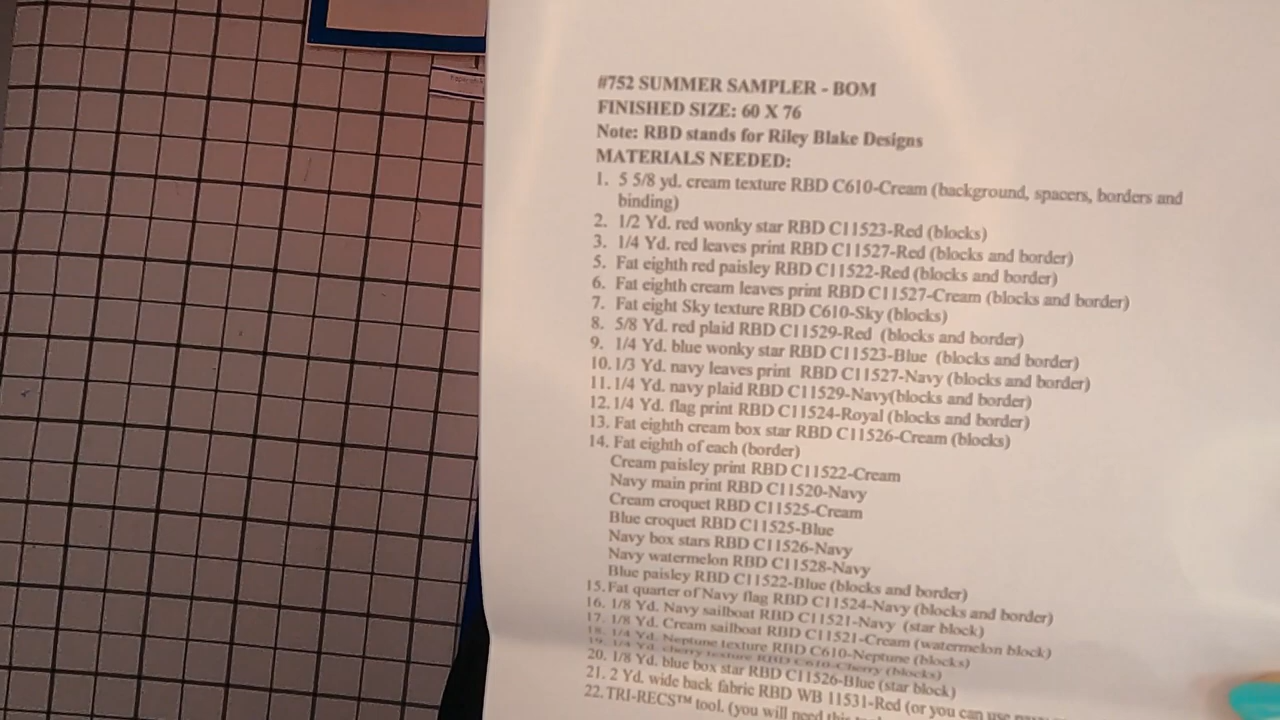 #752 SUMMER SAMPLER - BOM
FINISHED SIZE: 60 X 76
Note: RBD stands for Riley Blake Designs
MATERIALS NEEDED:
1. 5 5/8 yd. cream texture RBD C610-Cream (background, spacers, borders and
binding)
2. 1/2 Yd. red wonky star RBD C11523-Red (blocks)
3. 1/4 Yd. red leaves print RBD C11527-Red (blocks and border)
5. Fat eighth red paisley RBD C11522-Red (blocks and border)
6. Fat eighth cream leaves print RBD C11527-Cream (blocks and border)
7. Fat eight Sky texture RBD C610-Sky (blocks)
8. 5/8 Yd. red plaid RBD C11529-Red (blocks and border)
9. 1/4 Yd. blue wonky star RBD C11523-Blue (blocks and border)
10. 1/3 Yd. navy leaves print RBD C11527-Navy (blocks and border)
11. 1/4 Yd. navy plaid RBD C11529-Navy(blocks and border)
12. 1/4 Yd. flag print RBD C11524-Royal (blocks and border)
13. Fat eighth cream box star RBD C11526-Cream (blocks)
14. Fat eighth of each (border)
Cream paisley print RBD C11522-Cream
Navy main print RBD C11520-Navy
Cream croquet RBD C11525-Cream
Blue croquet RBD C11525-Blue
Navy box stars RBD C11526-Navy
Navy watermelon RBD C11528-Navy
Blue paisley RBD C11522-Blue (blocks and border)
15. Fat quarter of Navy flag RBD C11524-Navy (blocks and border)
16. 1/8 Yd. Navy sailboat RBD C11521-Navy (star block)
17. 1/8 Yd. Cream sailboat RBD C11521-Cream (watermelon block)
18. 1/4 Yd. Neptune texture RBD C610-Neptune (blocks)
19. 1/4 Yd. cherry texture RBD C610-Cherry (blocks)
20. 1/8 Yd. blue box star RBD C11526-Blue (star block)
21. 2 Yd. wide back fabric RBD WB 11531-Red (or you can use
22. TRI-RECS™ tool. (you will need this